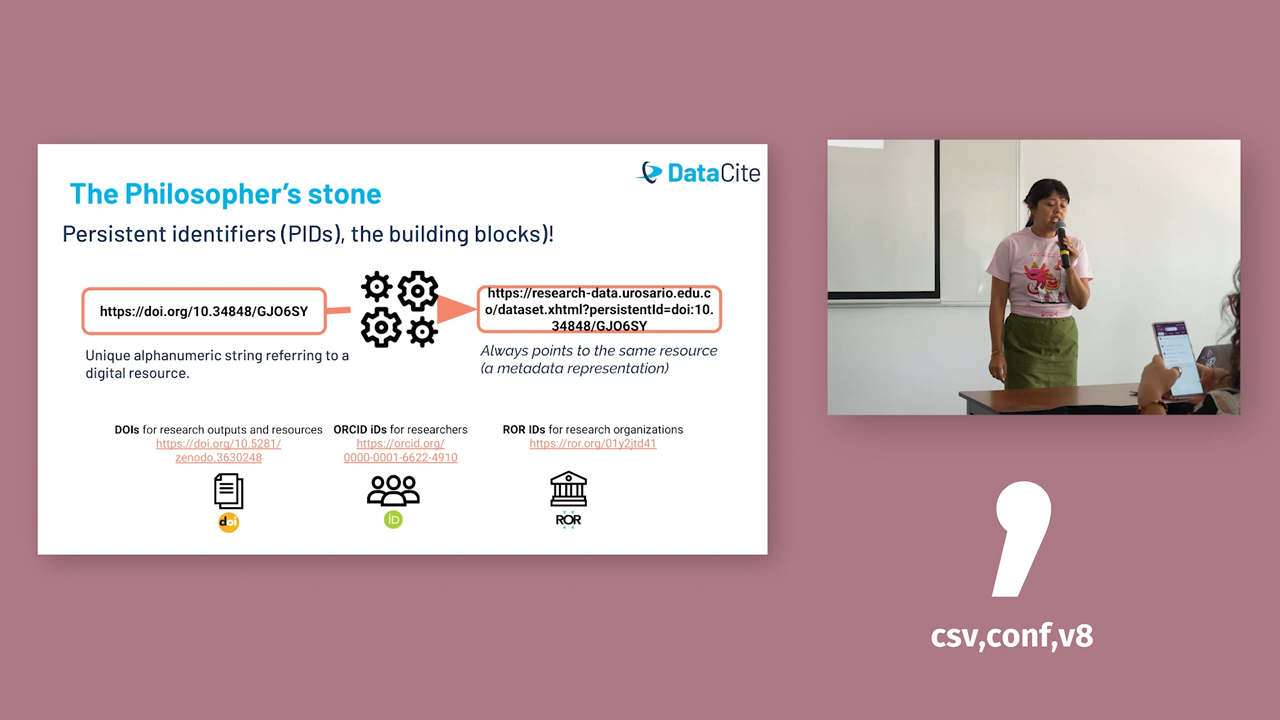 DataCite
The Philosopher's stone
Persistent identifiers (PIDs), the building blocks)!
https://doi.org/10.34848/GJO6SY
https://research-data.urosario.edu.c
o/dataset.xhtml?persistentId=doi:10.
34848/GJO6SY
Unique alphanumeric string referring to a
digital resource.
Always points to the same resource
(a metadata representation)
DOIs for research outputs and resources
https://doi.org/10.5281/
zenodo.3630248
doi
ORCID iDs for researchers
https://orcid.org/
0000-0001-6622-4910
iD
ROR IDs for research organizations
https://ror.org/01y2jtd41
ROR
csv,conf,v8